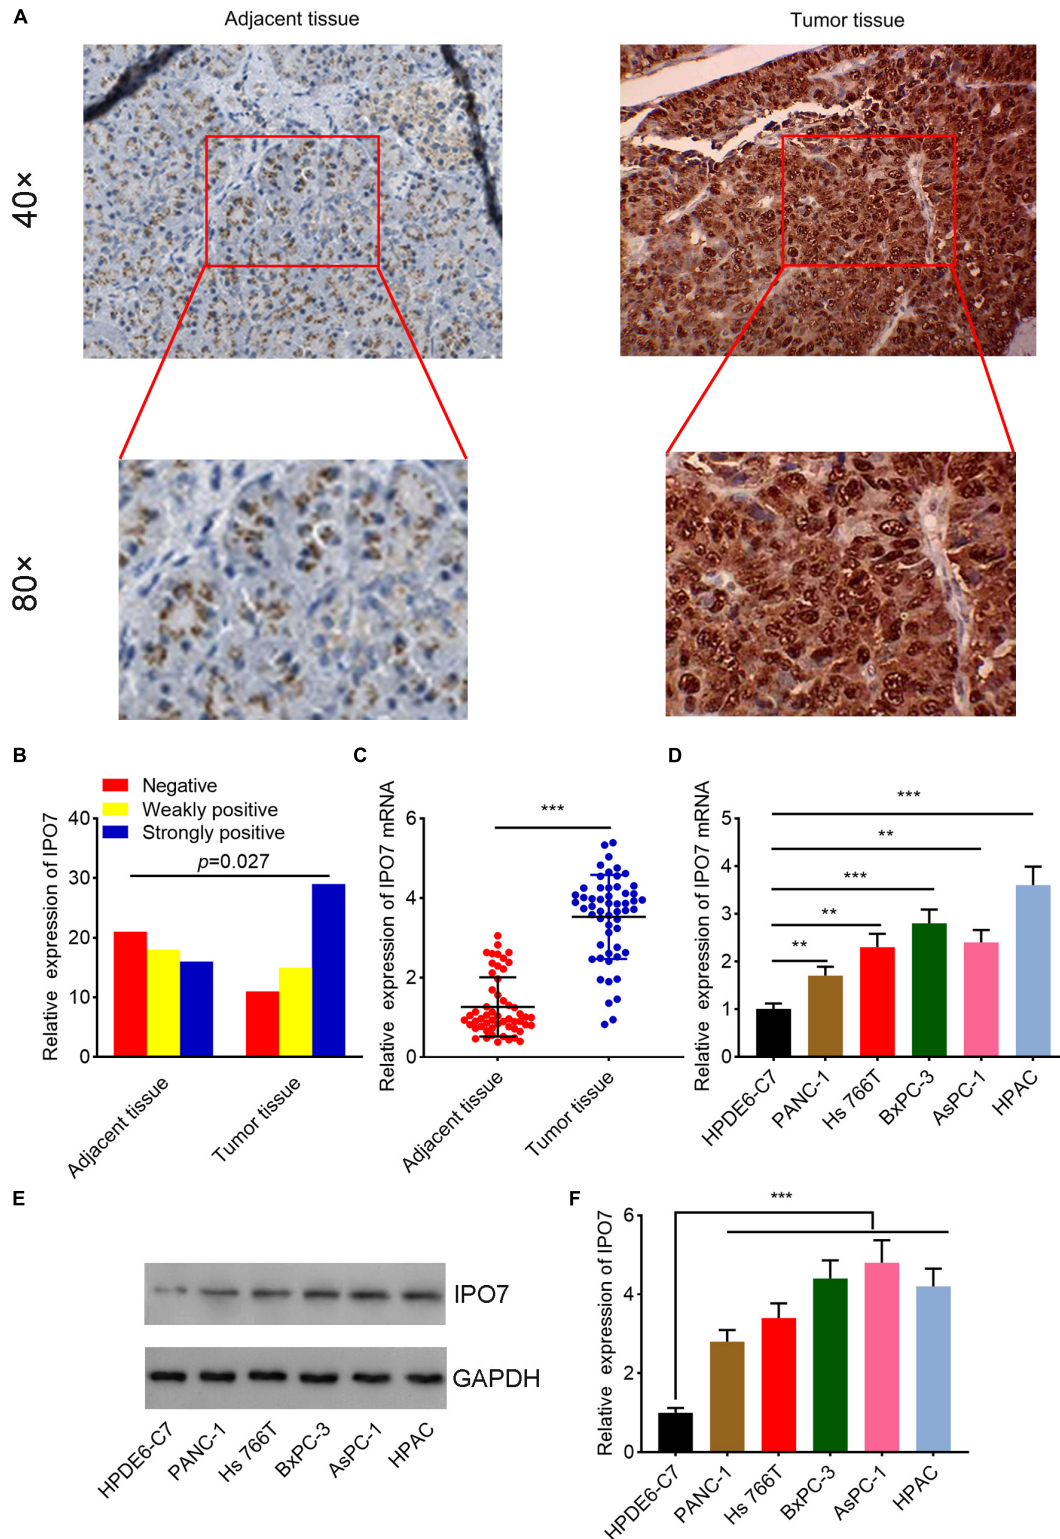 A
Adjacent tissue
Tumor tissue
40×
80×
B
Negative
Weakly positive
Strongly positive
p=0.027
Relative expression of IPO7
40
30
20
10
0
Adjacent tissue
Tumor tissue
C
***
Relative expression of IPO7 mRNA
6
4
2
0
Adjacent tissue
Tumor tissue
D
***
**
***
**
**
Relative expression of IPO7 mRNA
5
4
3
2
1
0
HPDE6-C7
PANC-1
Hs 766T
BxPC-3
AsPC-1
HPAC
E
IPO7
GAPDH
HPDE6-C7
PANC-1
Hs 766T
BxPC-3
AsPC-1
HPAC
F
***
Relative expression of IPO7
6
4
2
0
HPDE6-C7
PANC-1
Hs 766T
BxPC-3
AsPC-1
HPAC